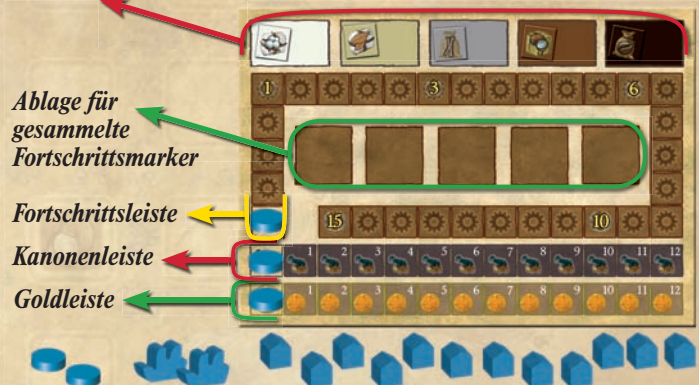 1 3 6
Ablage für
gesammelte
Fortschrittsmarker
Fortschrittsleiste
15 10
Kanonenleiste
1 2 3 4 5 6 7 8 9 10 11 12
Goldleiste
1 2 3 4 5 6 7 8 9 10 11 12